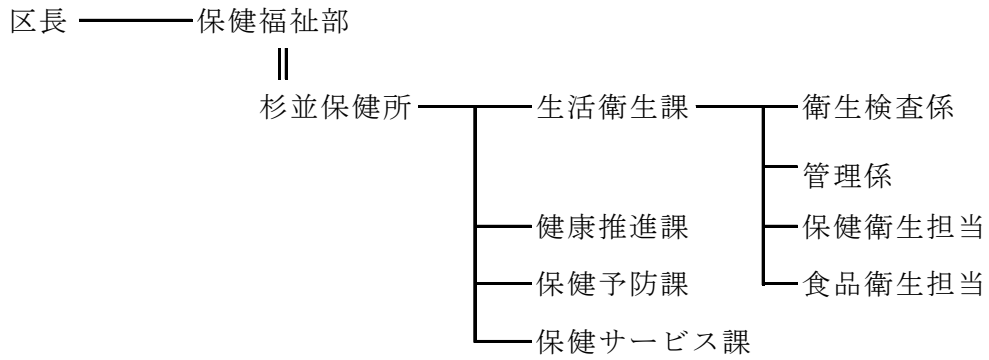 区長 保健福祉部
杉並保健所 生活衛生課 衛生検査係
管理係
健康推進課 保健衛生担当
保健予防課 食品衛生担当
保健サービス課